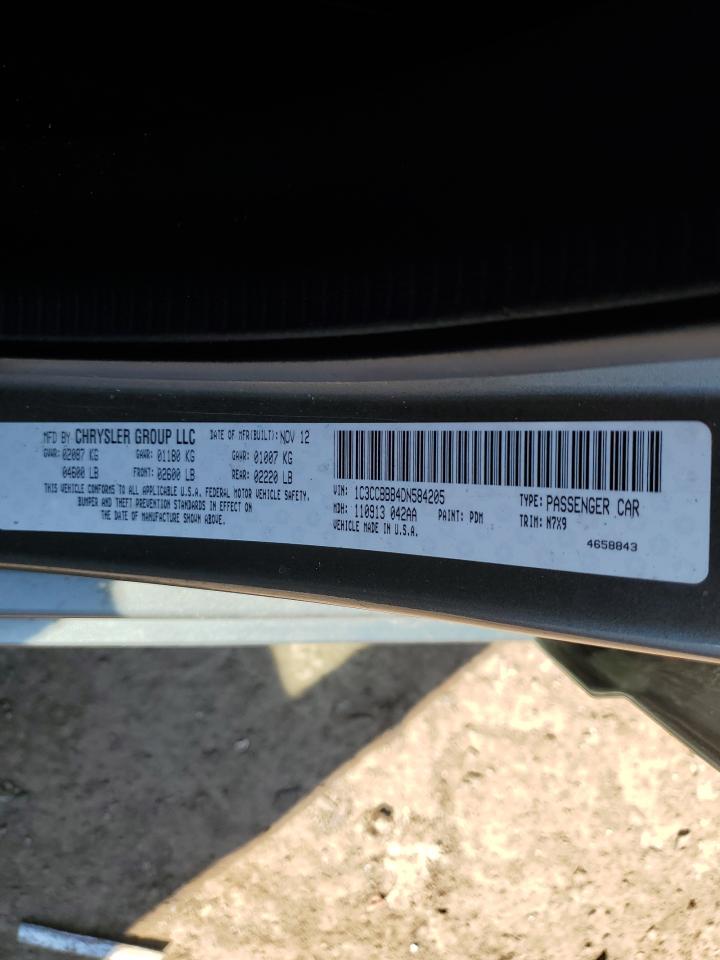 MFD BY CHRYSLER GROUP LLC DATE OF MFR(BUILT): NOV 12
GVWR: 02087 KG GAWR: 01180 KG GAWR: 01007 KG
04600 LB FRONT: 02600 LB REAR: 02220 LB
THIS VEHICLE CONFORMS TO ALL APPLICABLE U.S.A. FEDERAL MOTOR VEHICLE SAFETY,
BUMPER AND THEFT PREVENTION STANDARDS IN EFFECT ON
THE DATE OF MANUFACTURE SHOWN ABOVE.
VIN: 1C3CCBBB4DN584205 TYPE: PASSENGER CAR
MDH: 110913 042AA PAINT: PDM TRIM: N7X9
VEHICLE MADE IN U.S.A.
4658843